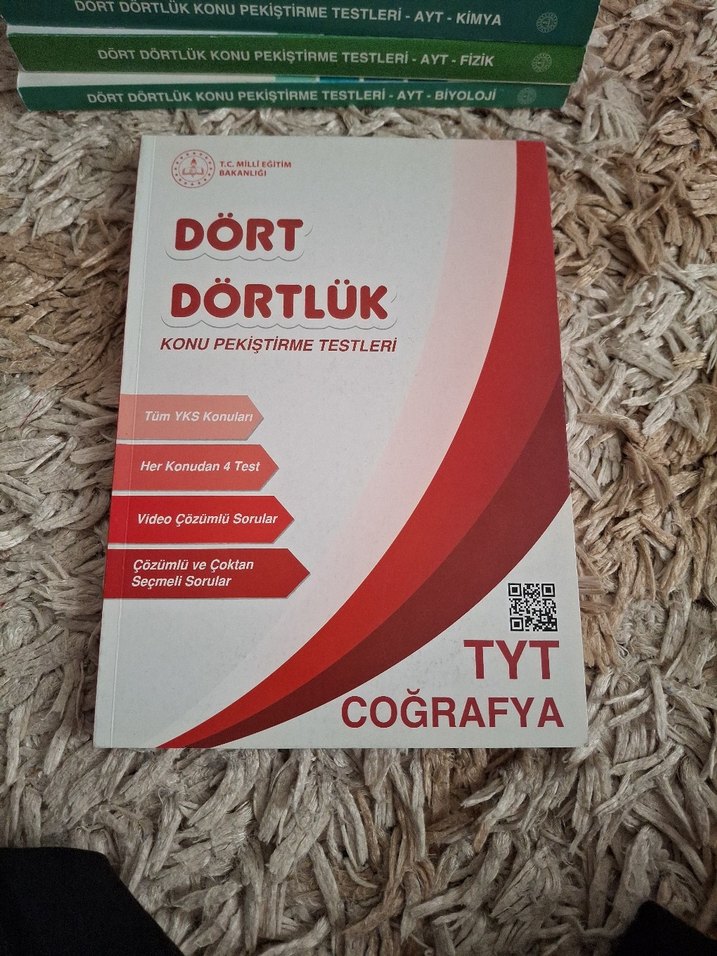 DÖRT DÖRTLÜK KONU PEKİŞTİRME TESTLERİ - AYT - KİMYA
DÖRT DÖRTLÜK KONU PEKİŞTİRME TESTLERİ - AYT - FİZİK
DÖRT DÖRTLÜK KONU PEKİŞTİRME TESTLERİ - AYT - BİYOLOJİ
T.C. MİLLÎ EĞİTİM
BAKANLIĞI
DÖRT
DÖRTLÜK
KONU PEKİŞTİRME TESTLERİ
Tüm YKS Konuları
Her Konudan 4 Test
Video Çözümlü Sorular
Çözümlü ve Çoktan
Seçmeli Sorular
TYT
COĞRAFYA